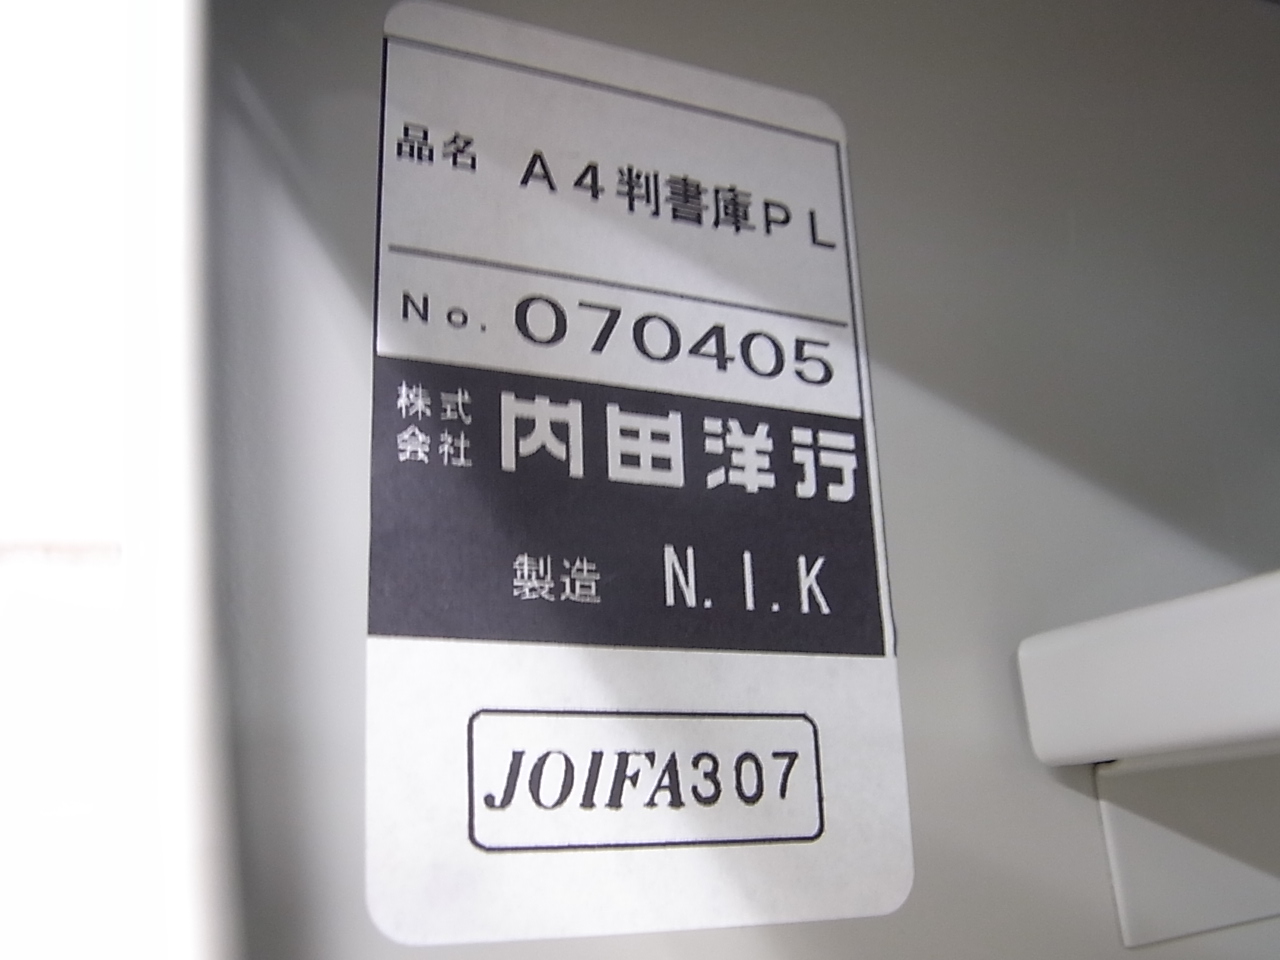 品名 A4判書庫PL
No. 070405
株式会社 内田洋行
製造 N.I.K
JOIFA307